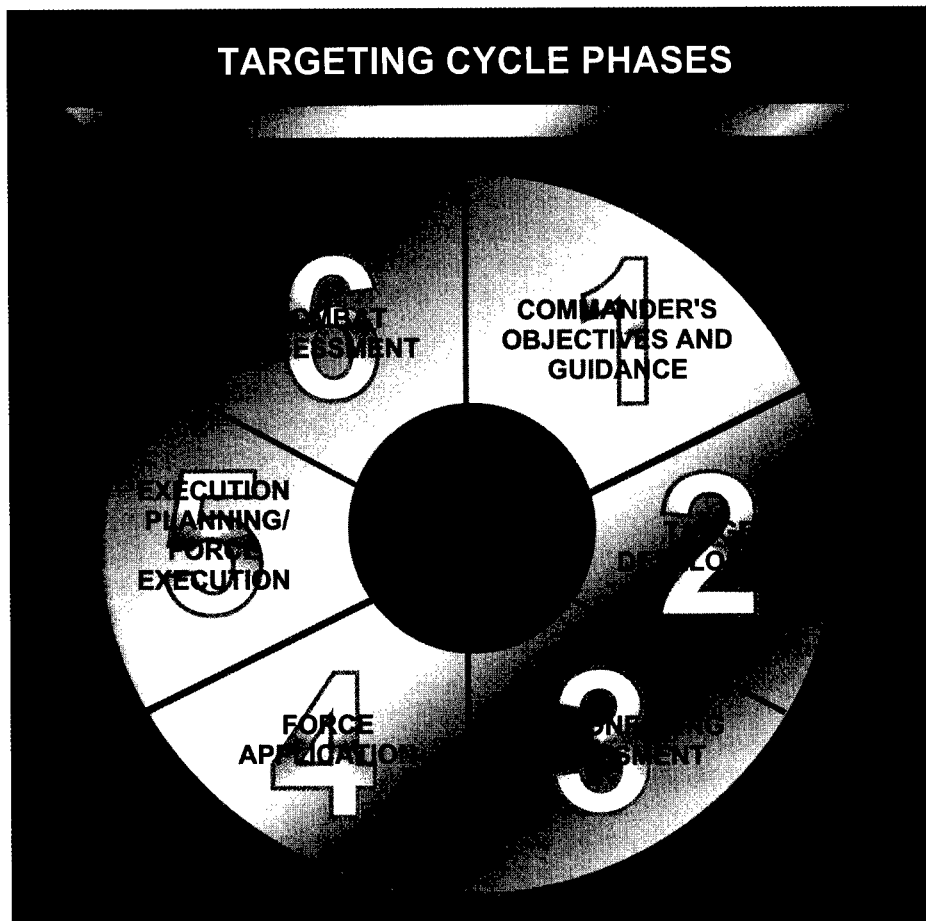 TARGETING CYCLE PHASES
1
COMMANDER'S
OBJECTIVES AND
GUIDANCE
2
3
4
FORCE
APPLICATION
5
EXECUTION
PLANNING/
FORCE
EXECUTION
6
COMBAT